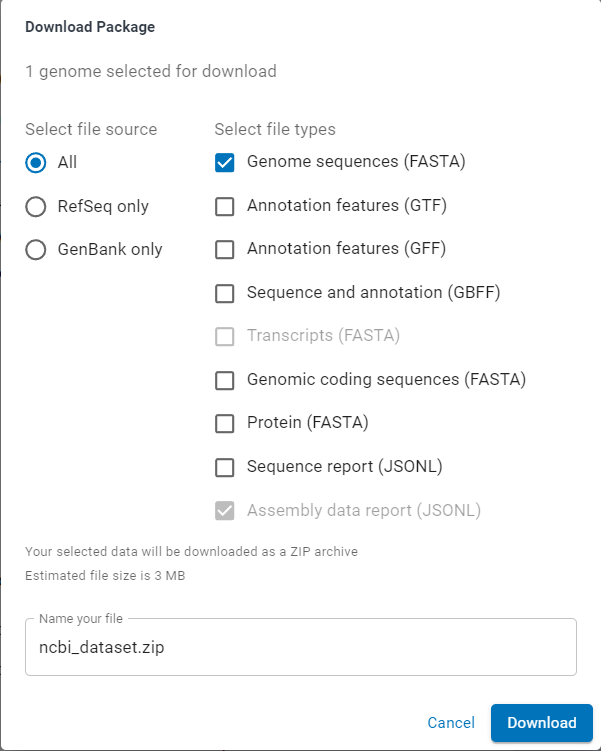 Download Package
1 genome selected for download
Select file source
All
RefSeq only
GenBank only
Select file types
Genome sequences (FASTA)
Annotation features (GTF)
Annotation features (GFF)
Sequence and annotation (GBFF)
Transcripts (FASTA)
Genomic coding sequences (FASTA)
Protein (FASTA)
Sequence report (JSONL)
Assembly data report (JSONL)
Your selected data will be downloaded as a ZIP archive
Estimated file size is 3 MB
Name your file
ncbi_dataset.zip
Cancel
Download